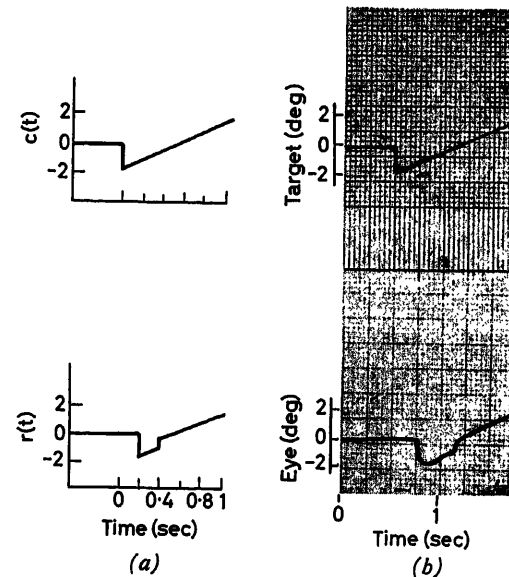 c(t)
2
0
-2
Target (deg)
2
0
-2
r(t)
2
0
-2
0 0·4 0·8 1
Time (sec)
(a)
Eye (deg)
2
0
-2
0 1
Time (sec)
(b)